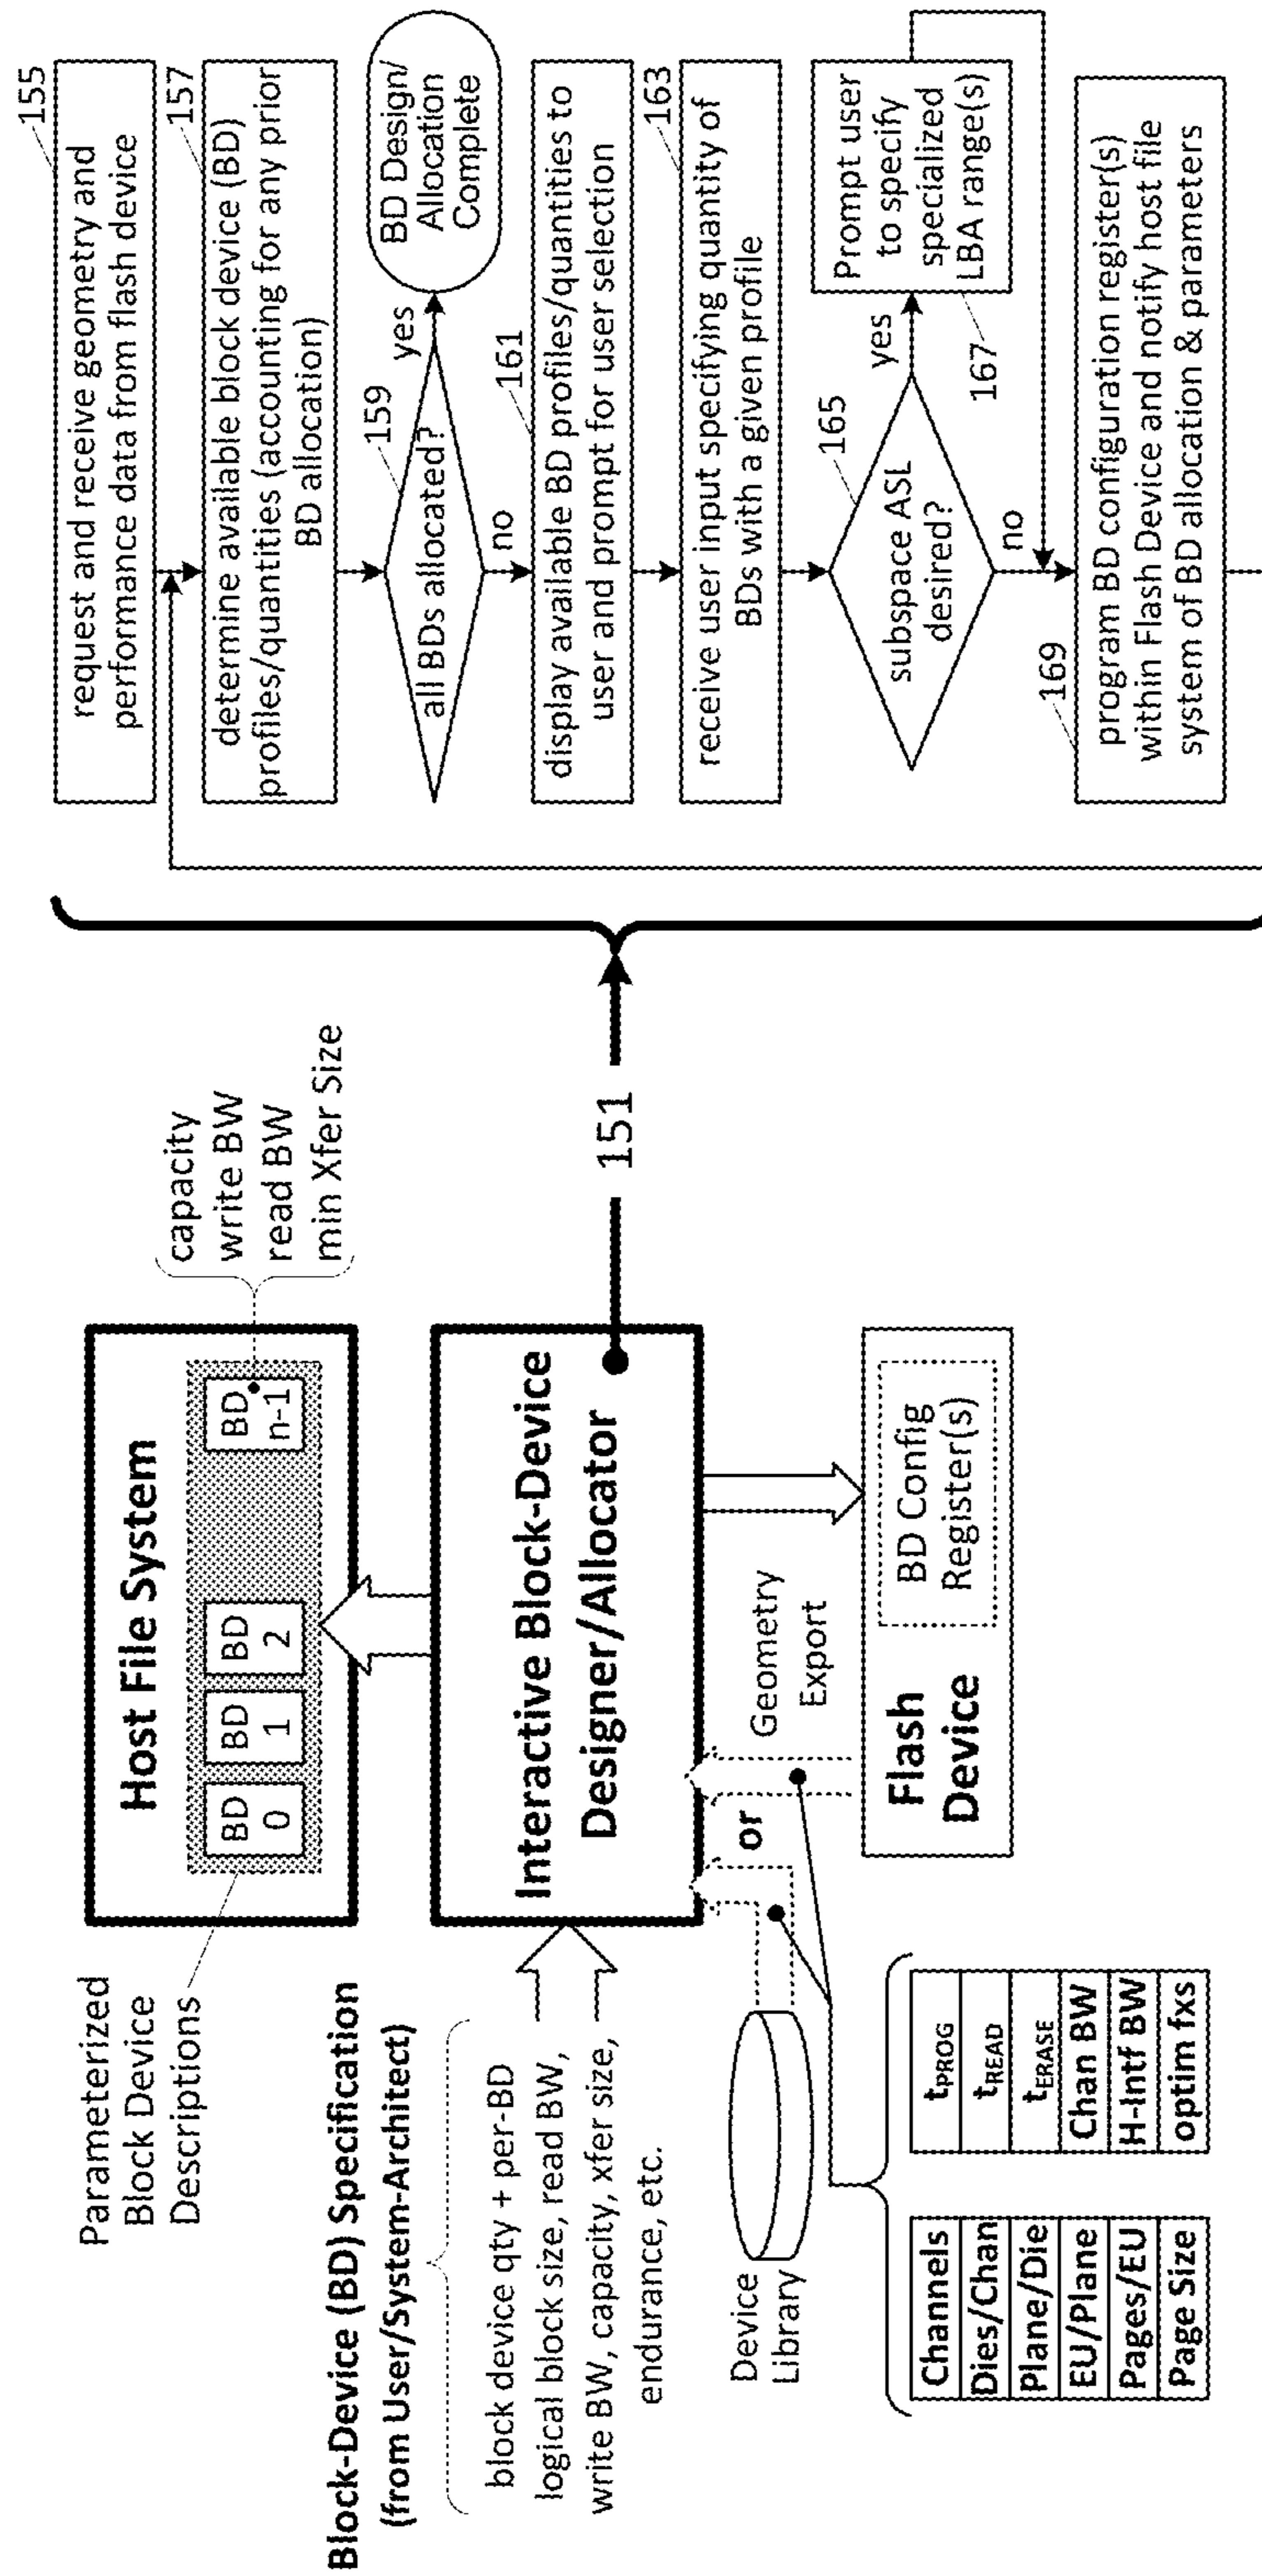 Parameterized
Block Device
Descriptions
Host File System
BD
0
BD
1
BD
2
BD
n-1
capacity
write BW
read BW
min Xfer Size
Block-Device (BD) Specification
(from User/System-Architect)
block device qty + per-BD
logical block size, read BW,
write BW, capacity, xfer size,
endurance, etc.
Interactive Block-Device
Designer/Allocator
151
Device
Library
or
Geometry
Export
Flash
Device
BD Config
Register(s)
Channels
Dies/Chan
Plane/Die
EU/Plane
Pages/EU
Page Size
tPROG
tREAD
tERASE
Chan BW
H-Intf BW
optim fxs
155
request and receive geometry and
performance data from flash device
157
determine available block device (BD)
profiles/quantities (accounting for any prior
BD allocation)
159
all BDs allocated?
yes
BD Design/
Allocation
Complete
no
161
display available BD profiles/quantities to
user and prompt for user selection
163
receive user input specifying quantity of
BDs with a given profile
165
subspace ASL
desired?
yes
Prompt user
to specify
specialized
LBA range(s)
167
no
169
program BD configuration register(s)
within Flash Device and notify host file
system of BD allocation & parameters